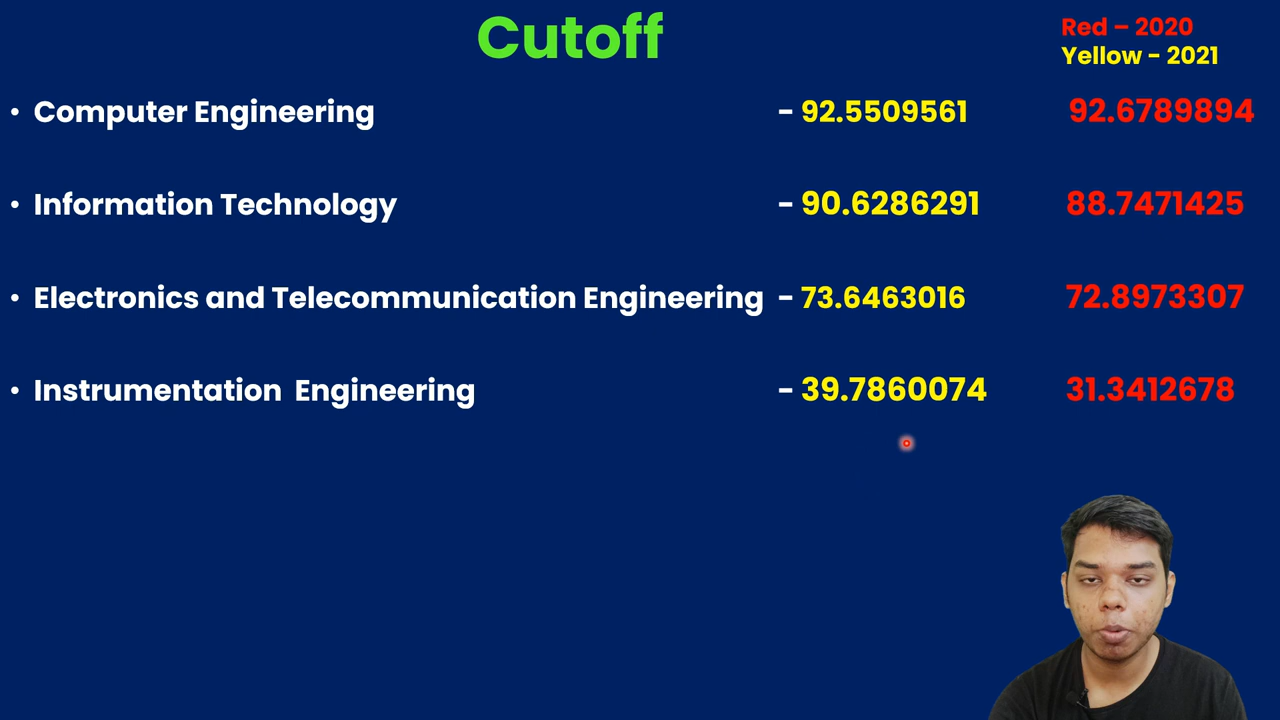 Cutoff
Red – 2020
Yellow - 2021
• Computer Engineering - 92.5509561 92.6789894
• Information Technology - 90.6286291 88.7471425
• Electronics and Telecommunication Engineering - 73.6463016 72.8973307
• Instrumentation Engineering - 39.7860074 31.3412678